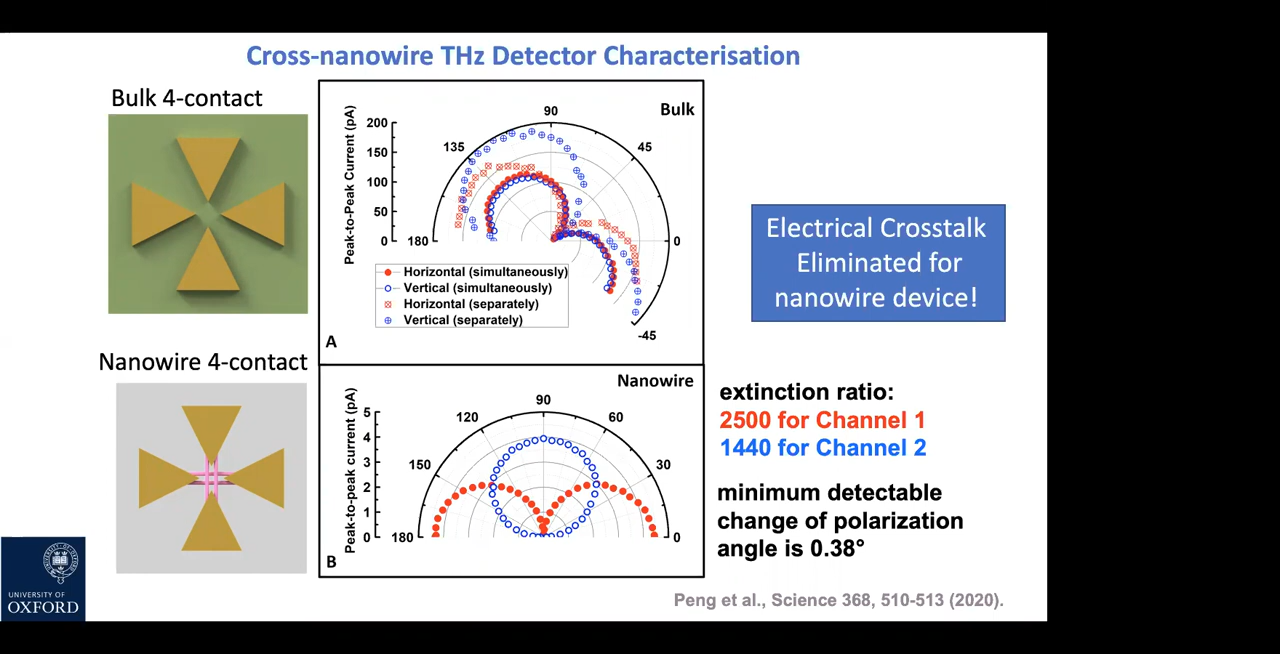 Cross-nanowire THz Detector Characterisation
Bulk 4-contact
Bulk
Peak-to-Peak Current (pA)
200
150
100
50
0
180
135
90
45
0
-45
Horizontal (simultaneously)
Vertical (simultaneously)
Horizontal (separately)
Vertical (separately)
A
Electrical Crosstalk
Eliminated for
nanowire device!
Nanowire 4-contact
Nanowire
Peak-to-peak current (pA)
5
4
3
2
1
0
180
150
120
90
60
30
0
B
extinction ratio:
2500 for Channel 1
1440 for Channel 2
minimum detectable
change of polarization
angle is 0.38°
UNIVERSITY OF
OXFORD
Peng et al., Science 368, 510-513 (2020).